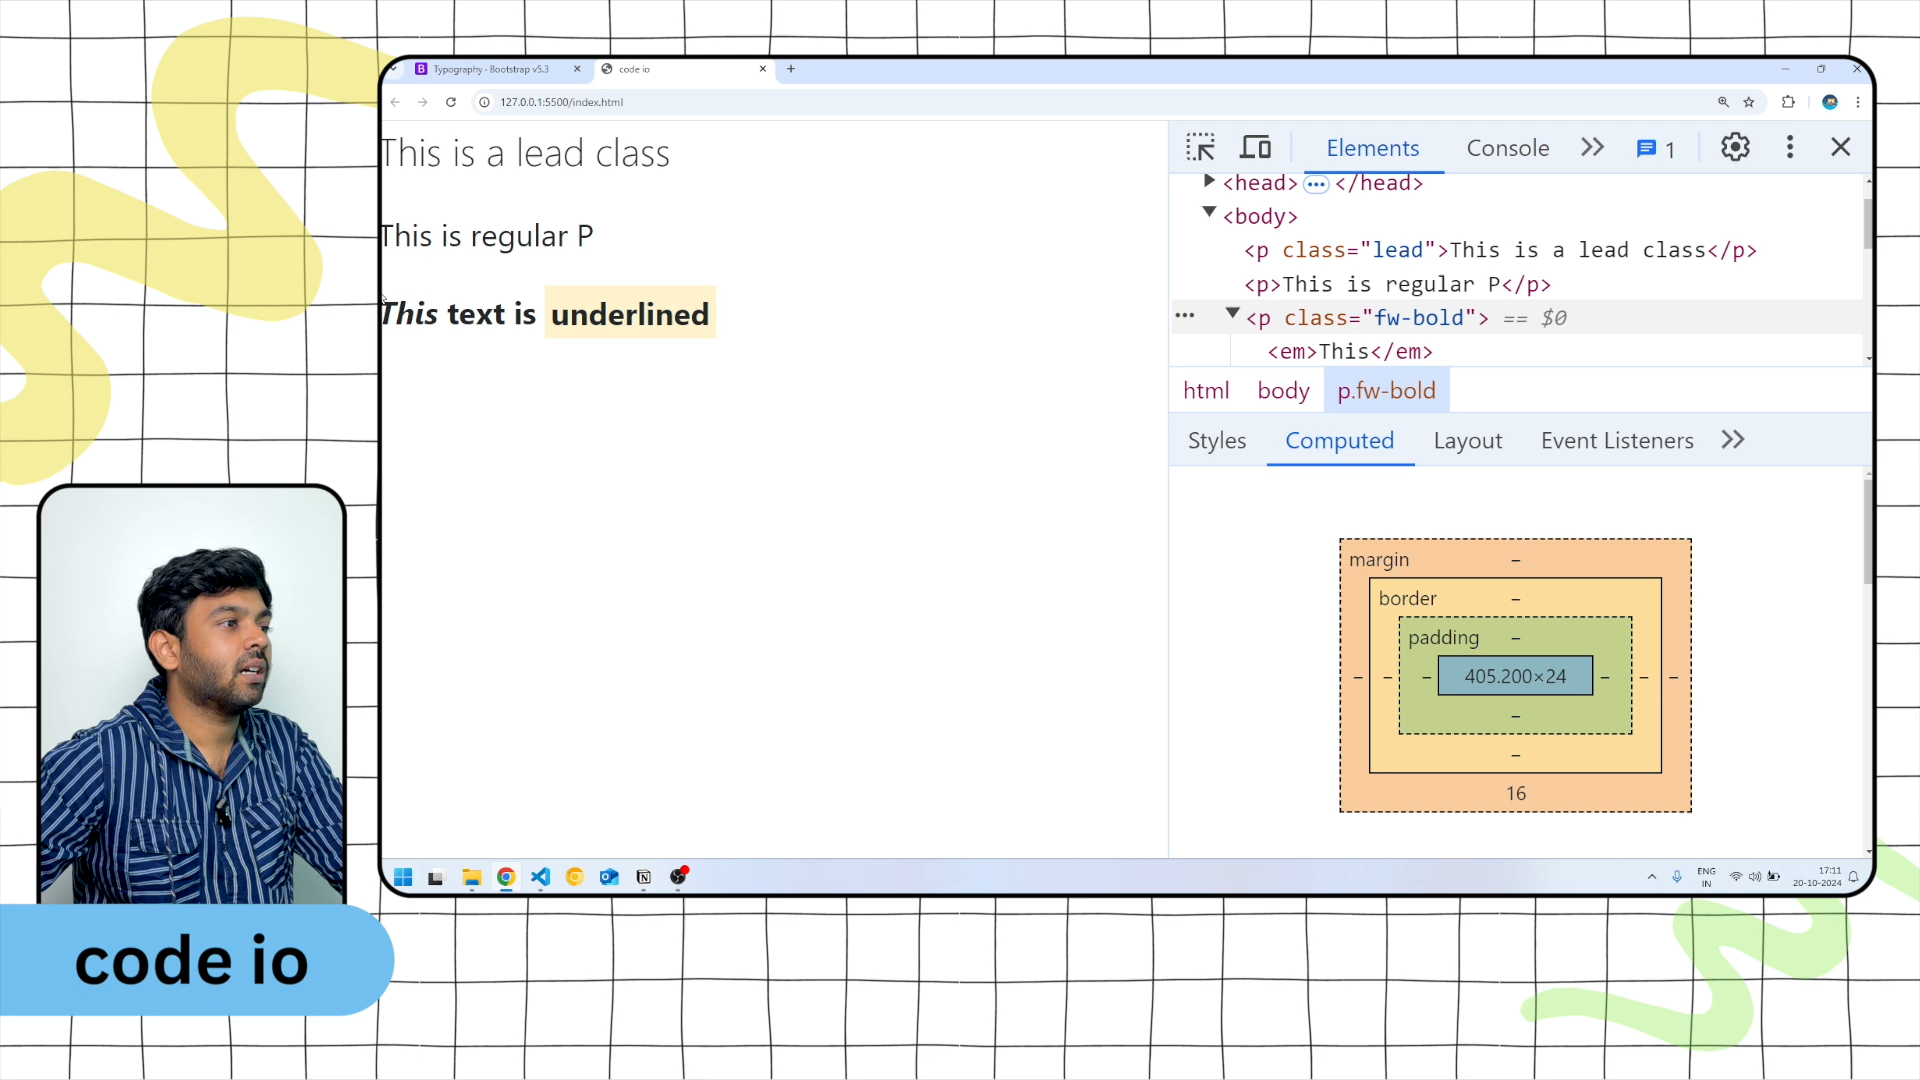 Typography · Bootstrap v5.3
code io
127.0.0.1:5500/index.html
This is a lead class
This is regular P
This text is underlined
Elements
Console
1
<head> ••• </head>
<body>
<p class="lead">This is a lead class</p>
<p>This is regular P</p>
••• <p class="fw-bold"> == $0
<em>This</em>
html body p.fw-bold
Styles
Computed
Layout
Event Listeners
margin –
border –
padding –
– – – 405.200×24 – – –
–
–
16
ENG
IN
17:11
20-10-2024
code io